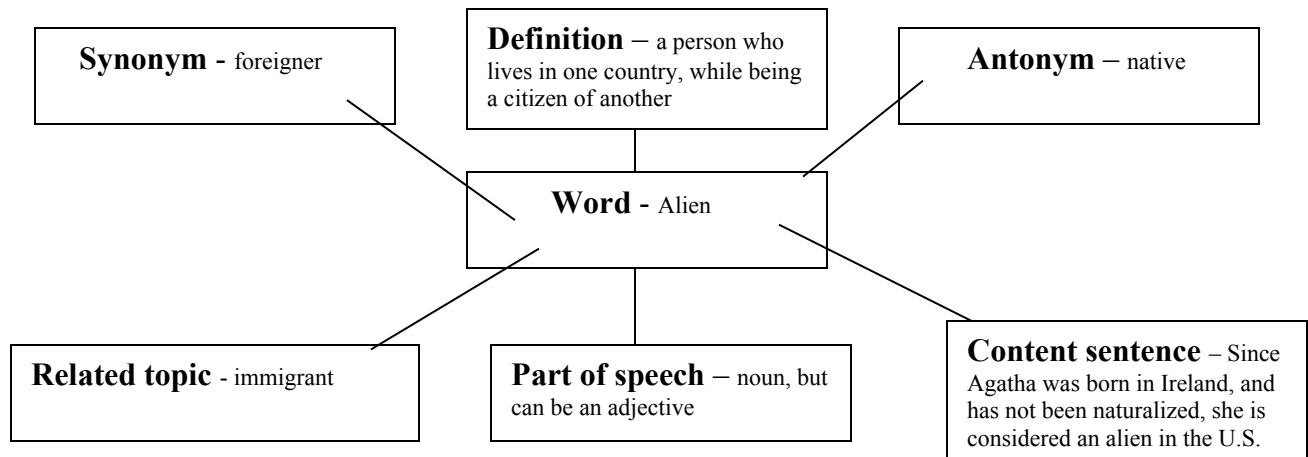 Synonym - foreigner
Definition – a person who
lives in one country, while being
a citizen of another
Antonym – native
Word - Alien
Related topic - immigrant
Part of speech – noun, but
can be an adjective
Content sentence – Since
Agatha was born in Ireland, and
has not been naturalized, she is
considered an alien in the U.S.